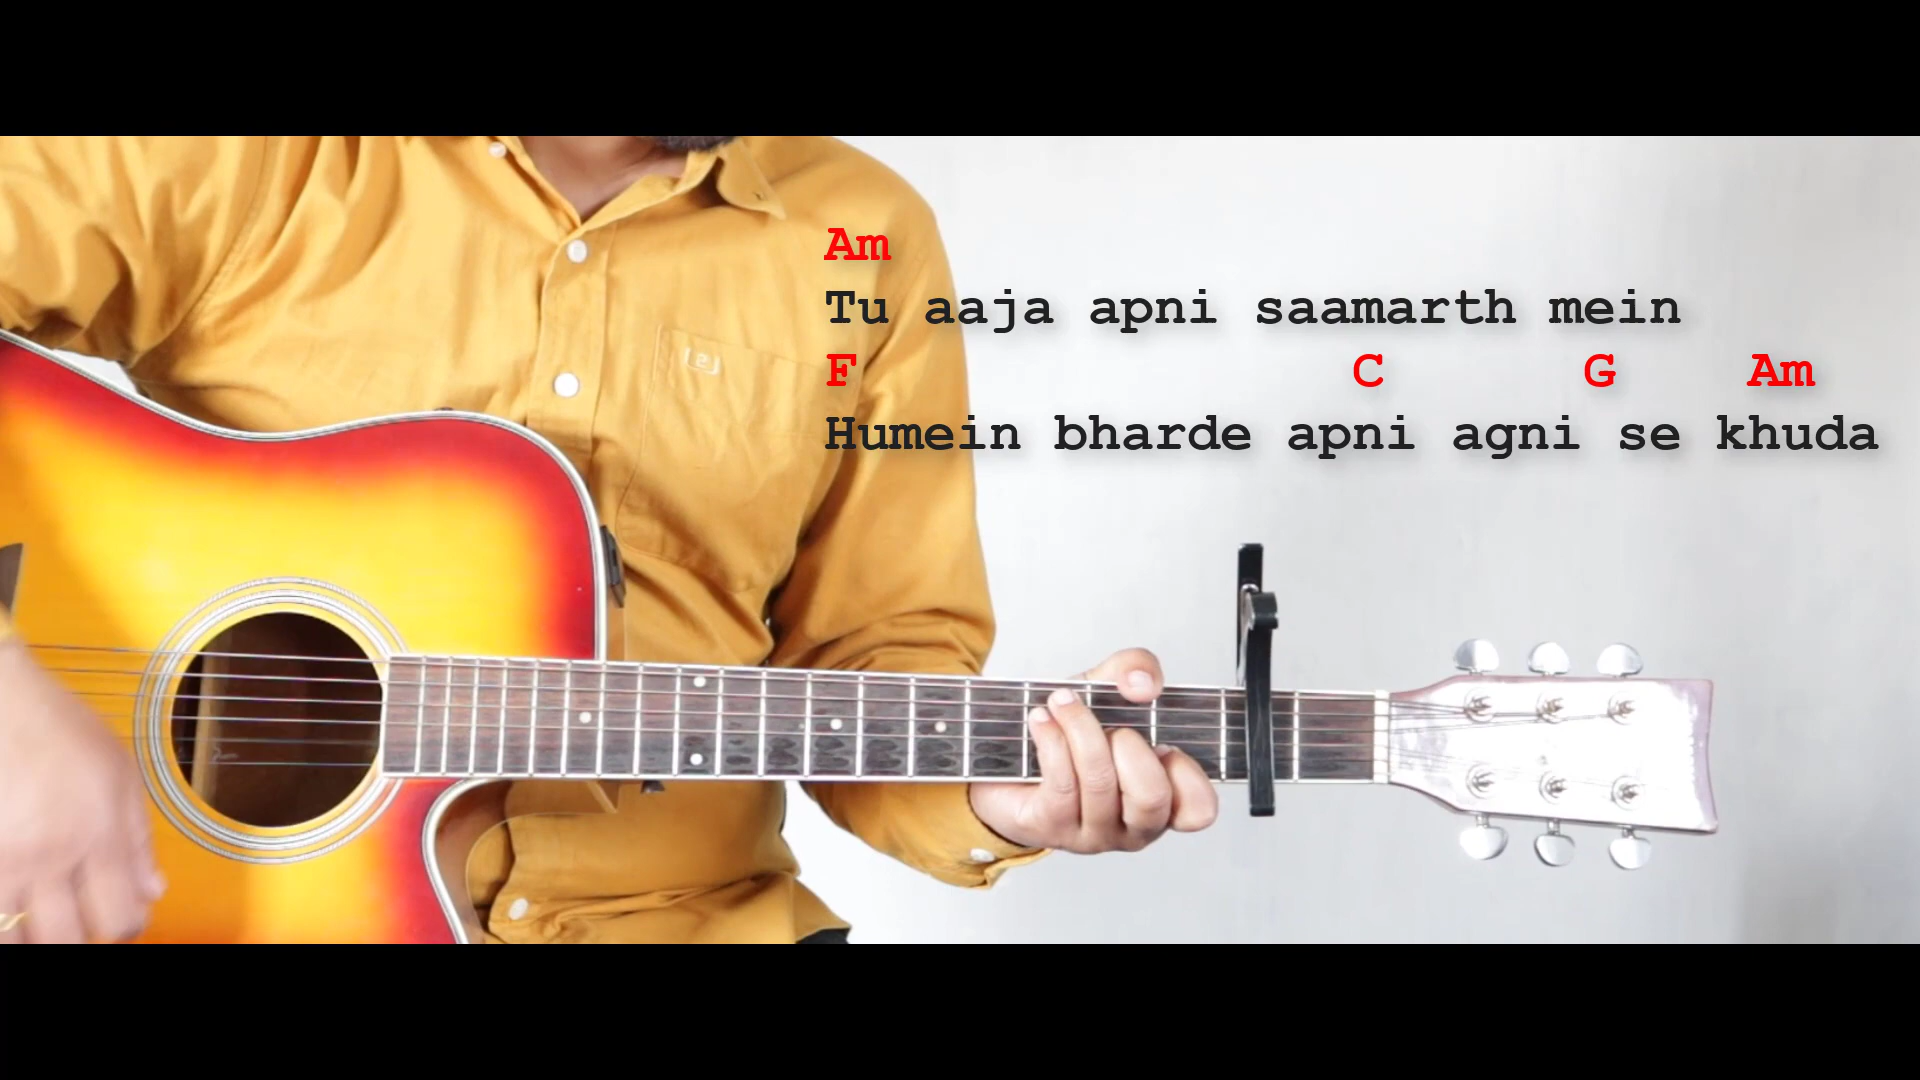 Am
Tu aaja apni saamarth mein
F C G Am
Humein bharde apni agni se khuda